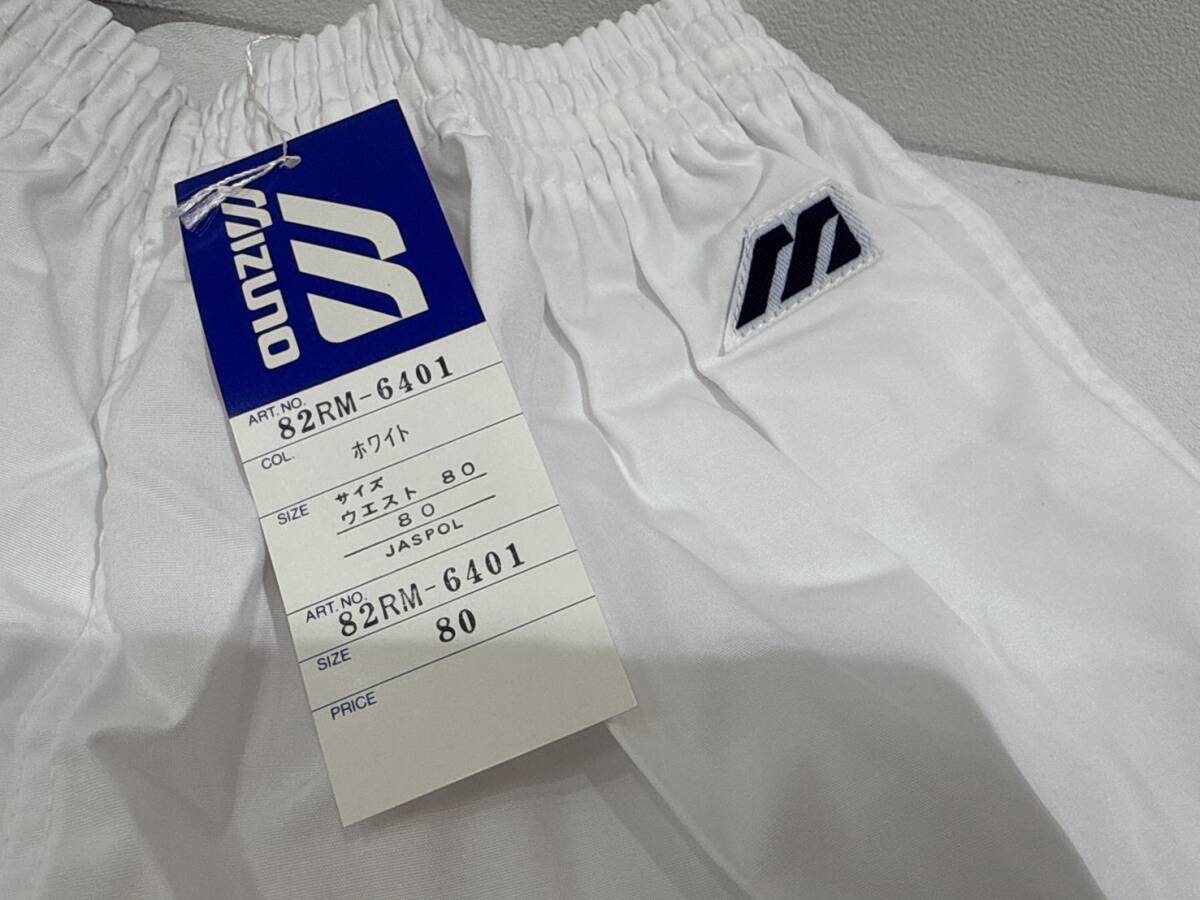 MIZUNO
ART. NO.
82RM-6401
COL. ホワイト
SIZE サイズ
ウエスト 80
80
JASPOL
ART. NO.
82RM-6401
SIZE 80
PRICE